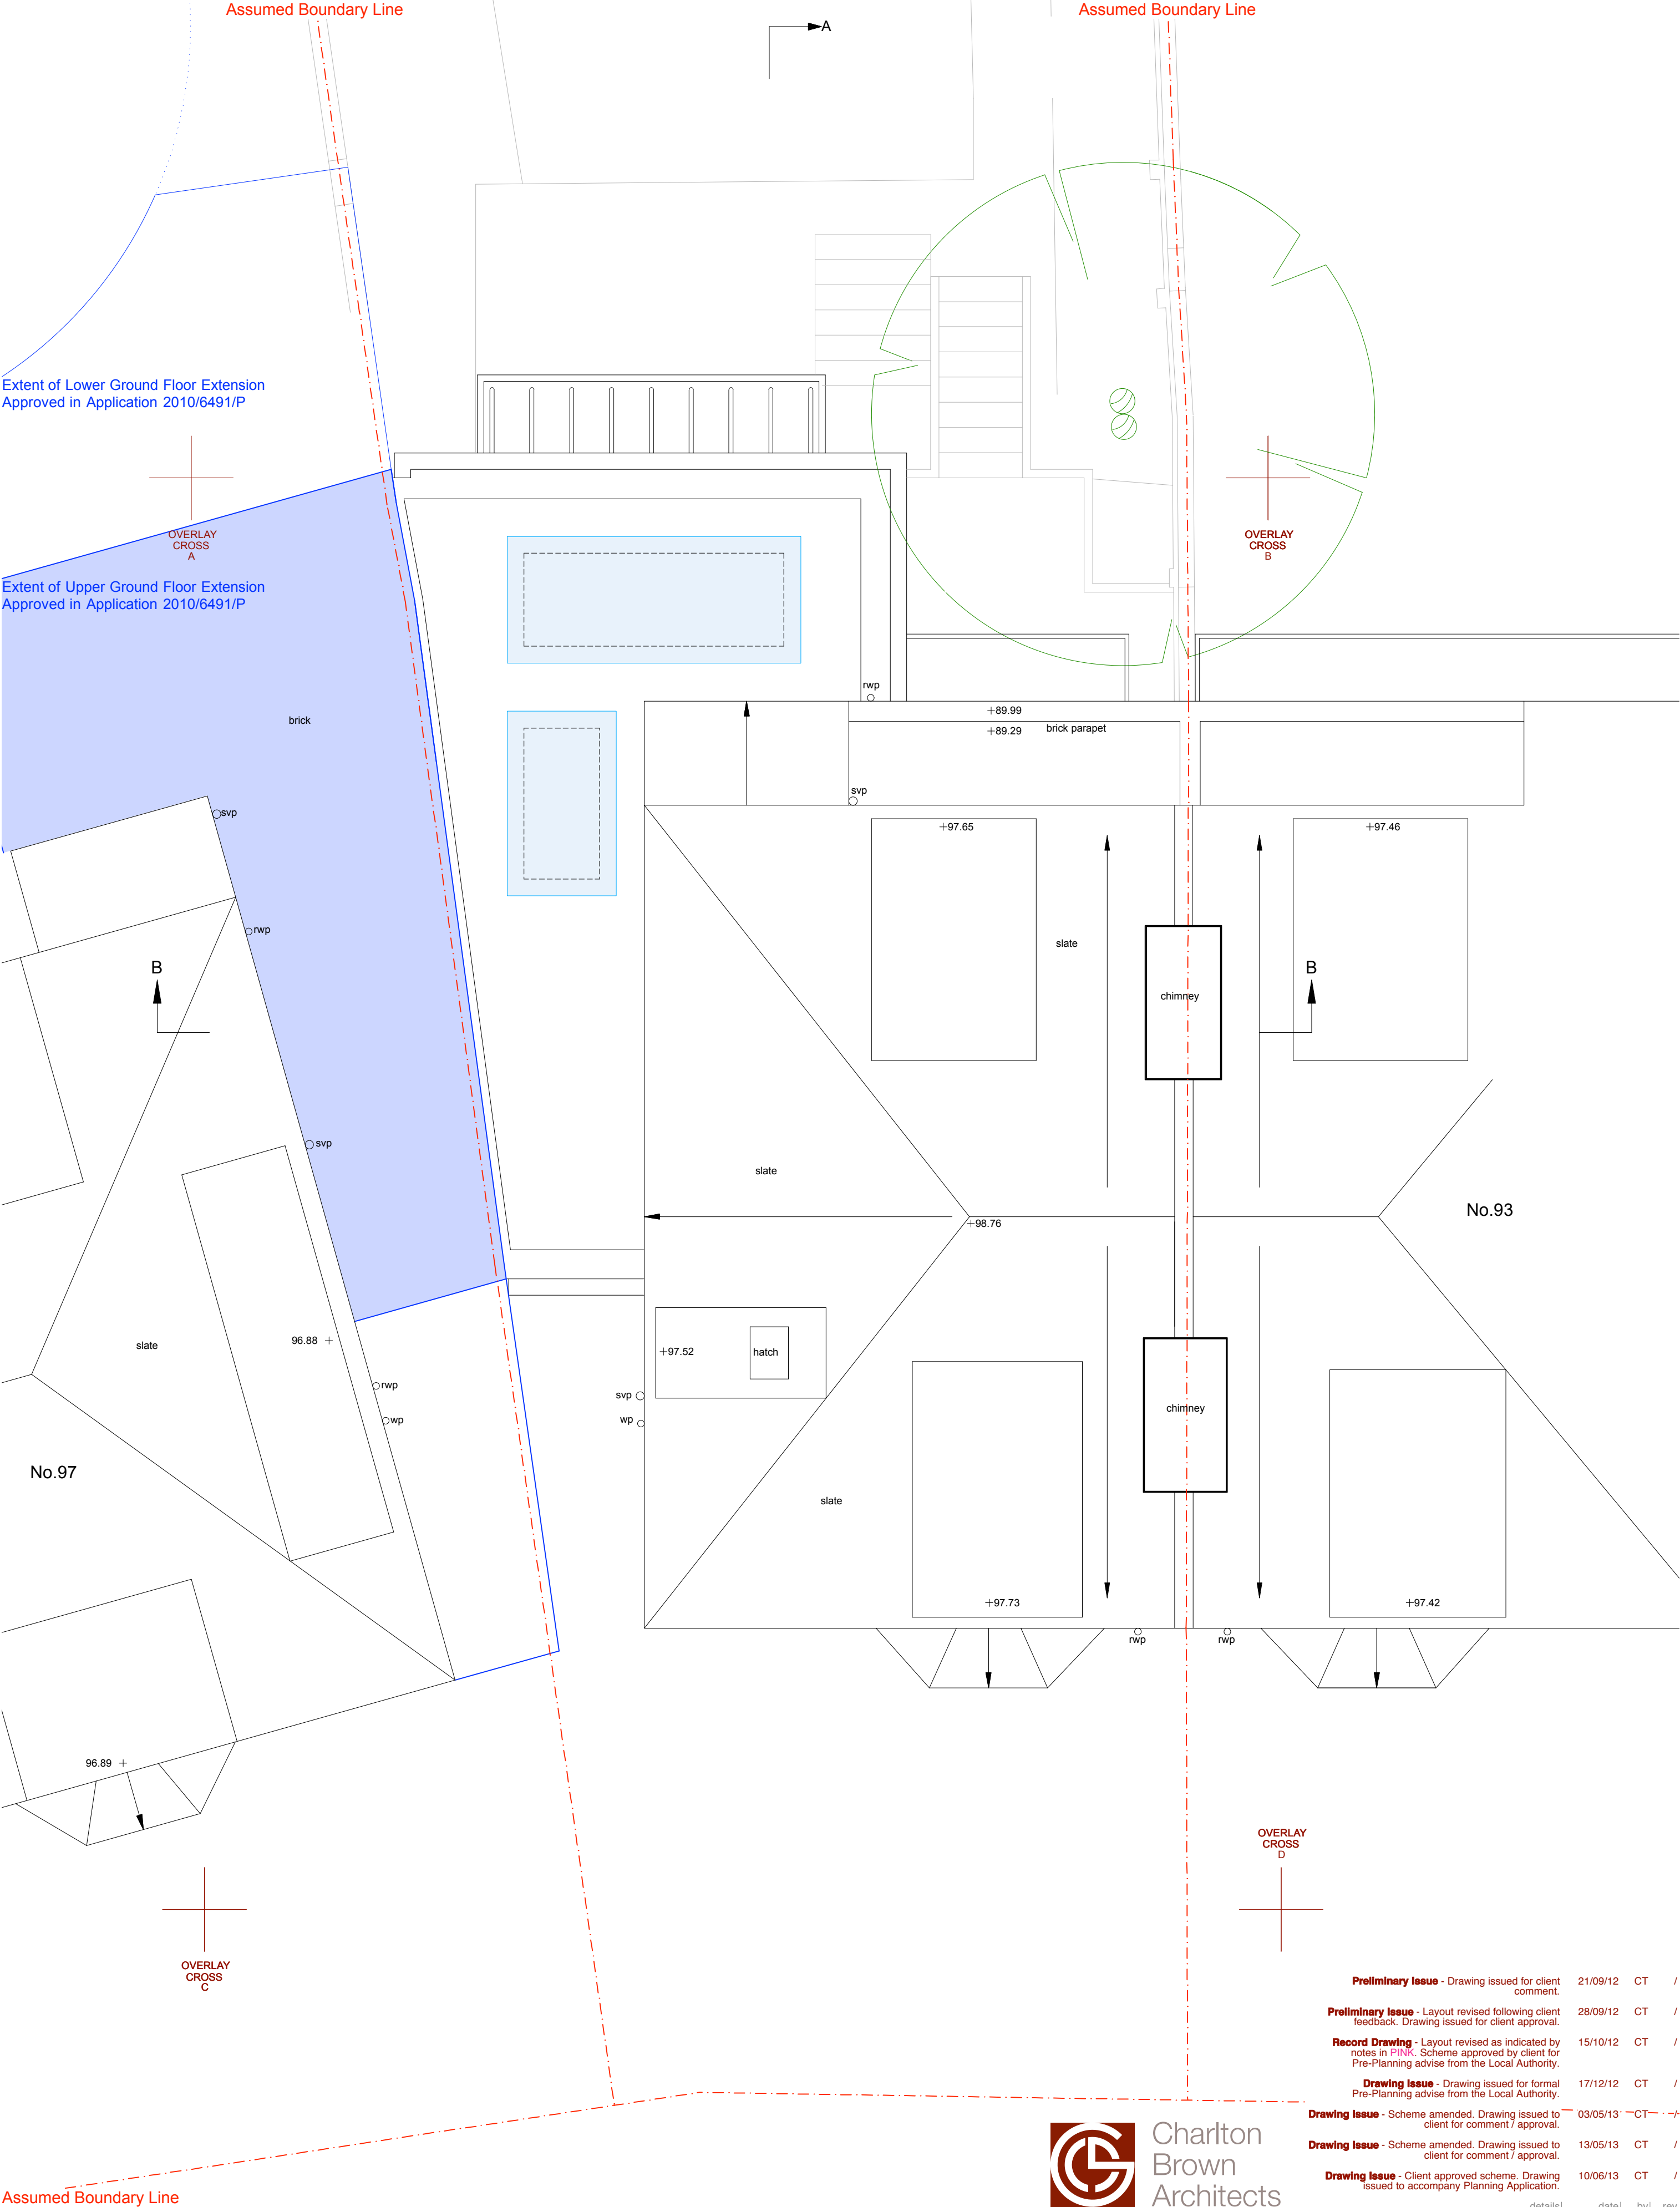 Assumed Boundary Line
Assumed Boundary Line
A
Extent of Lower Ground Floor Extension
Approved in Application 2010/6491/P
OVERLAY
CROSS
A
OVERLAY
CROSS
B
Extent of Upper Ground Floor Extension
Approved in Application 2010/6491/P
rwp
+89.99
brick
brick parapet
+89.29
svp
svp
+97.65
+97.46
rwp
slate
B
B
chimney
svp
slate
No.93
+98.76
96.88 +
slate
+97.52
hatch
rwp
svp
wp
wp
chimney
No.97
slate
+97.73
+97.42
rwp
rwp
96.89 +
OVERLAY
CROSS
D
OVERLAY
CROSS
C
Preliminary Issue - Drawing issued for client 21/09/12 CT /
comment.
Preliminary Issue - Layout revised following client 28/09/12 CT /
feedback. Drawing issued for client approval.
Record Drawing - Layout revised as indicated by 15/10/12 CT /
notes in PINK. Scheme approved by client for
Pre-Planning advise from the Local Authority.
Drawing Issue - Drawing issued for formal 17/12/12 CT /
Pre-Planning advise from the Local Authority.
Drawing Issue - Scheme amended. Drawing issued to 03/05/13 CT /
client for comment / approval.
Drawing Issue - Scheme amended. Drawing issued to 13/05/13 CT /
client for comment / approval.
Drawing Issue - Client approved scheme. Drawing 10/06/13 CT /
issued to accompany Planning Application.
details| date| by| rev
Charlton
Brown
Architects
Assumed Boundary Line